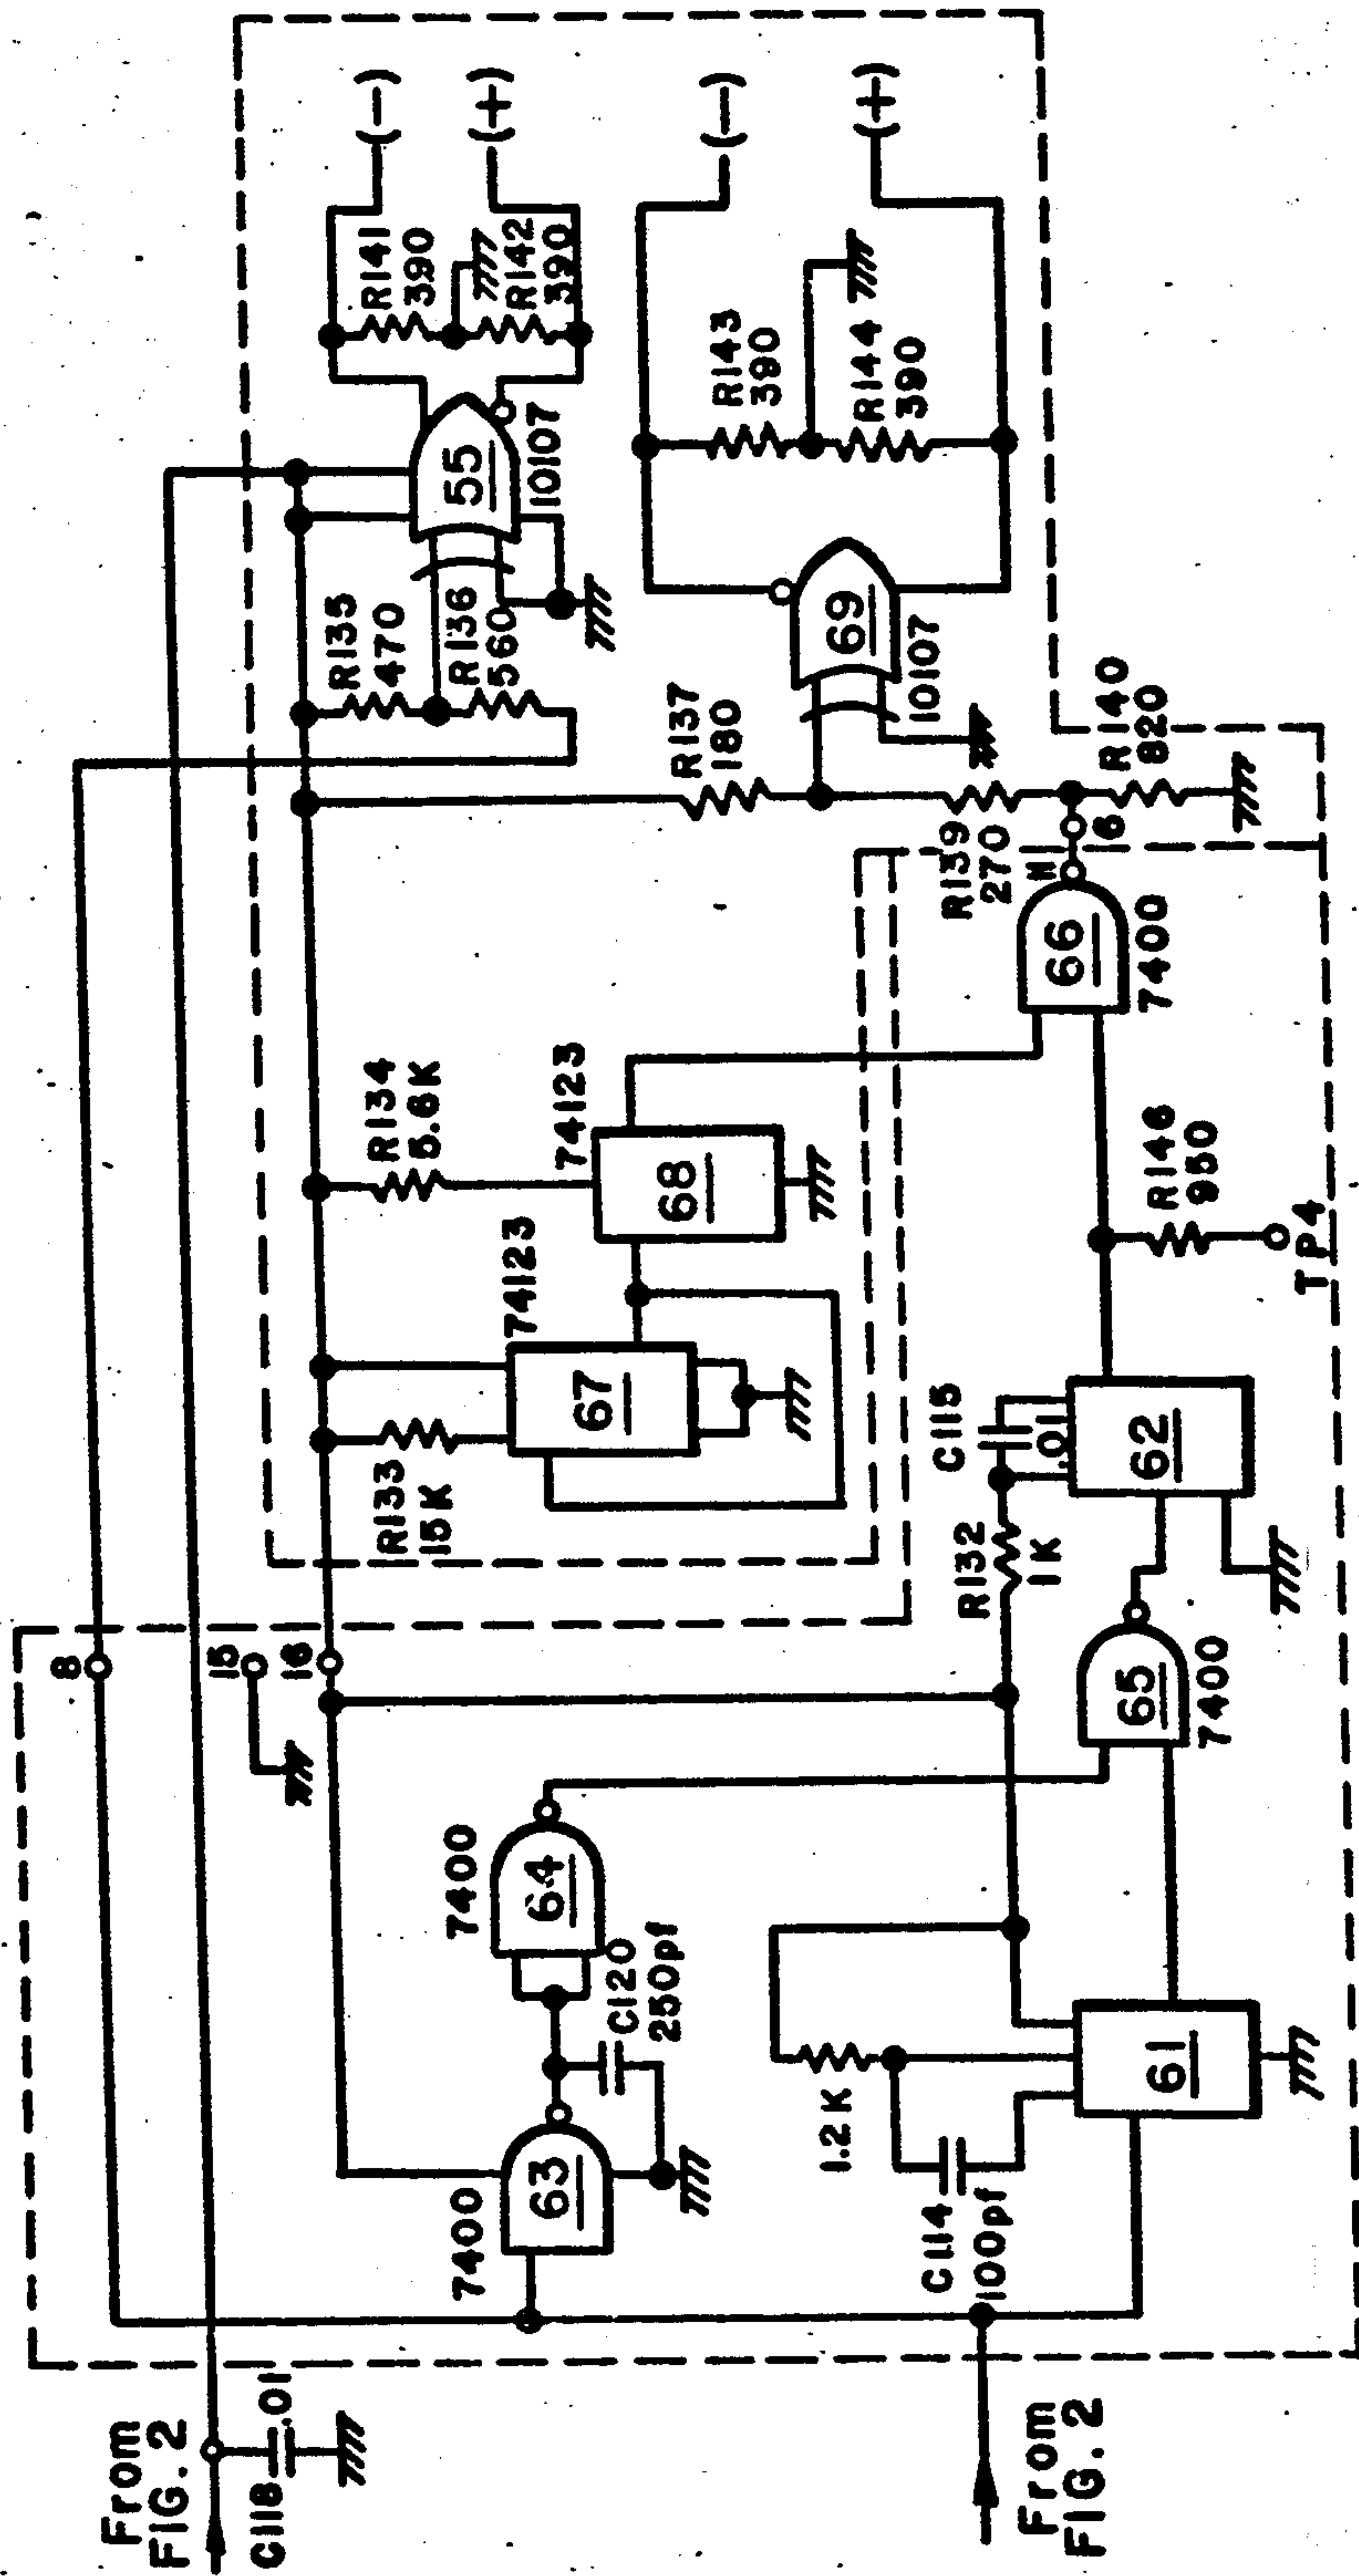 From
FIG. 2
C118
.01
8
15
16
7400
63
7400
64
C120
250pf
1.2K
C114
100pf
61
From
FIG. 2
65
7400
R132
1K
C115
.01
62
R133
15K
74123
67
R134
5.6K
74123
68
R146
950
TP4
66
7400
R139
270
16
R140
820
R137
180
R135
470
R136
560
55
10107
69
10107
R141
390
R142
390
R143
390
R144
390
(-)
(+)
(-)
(+)